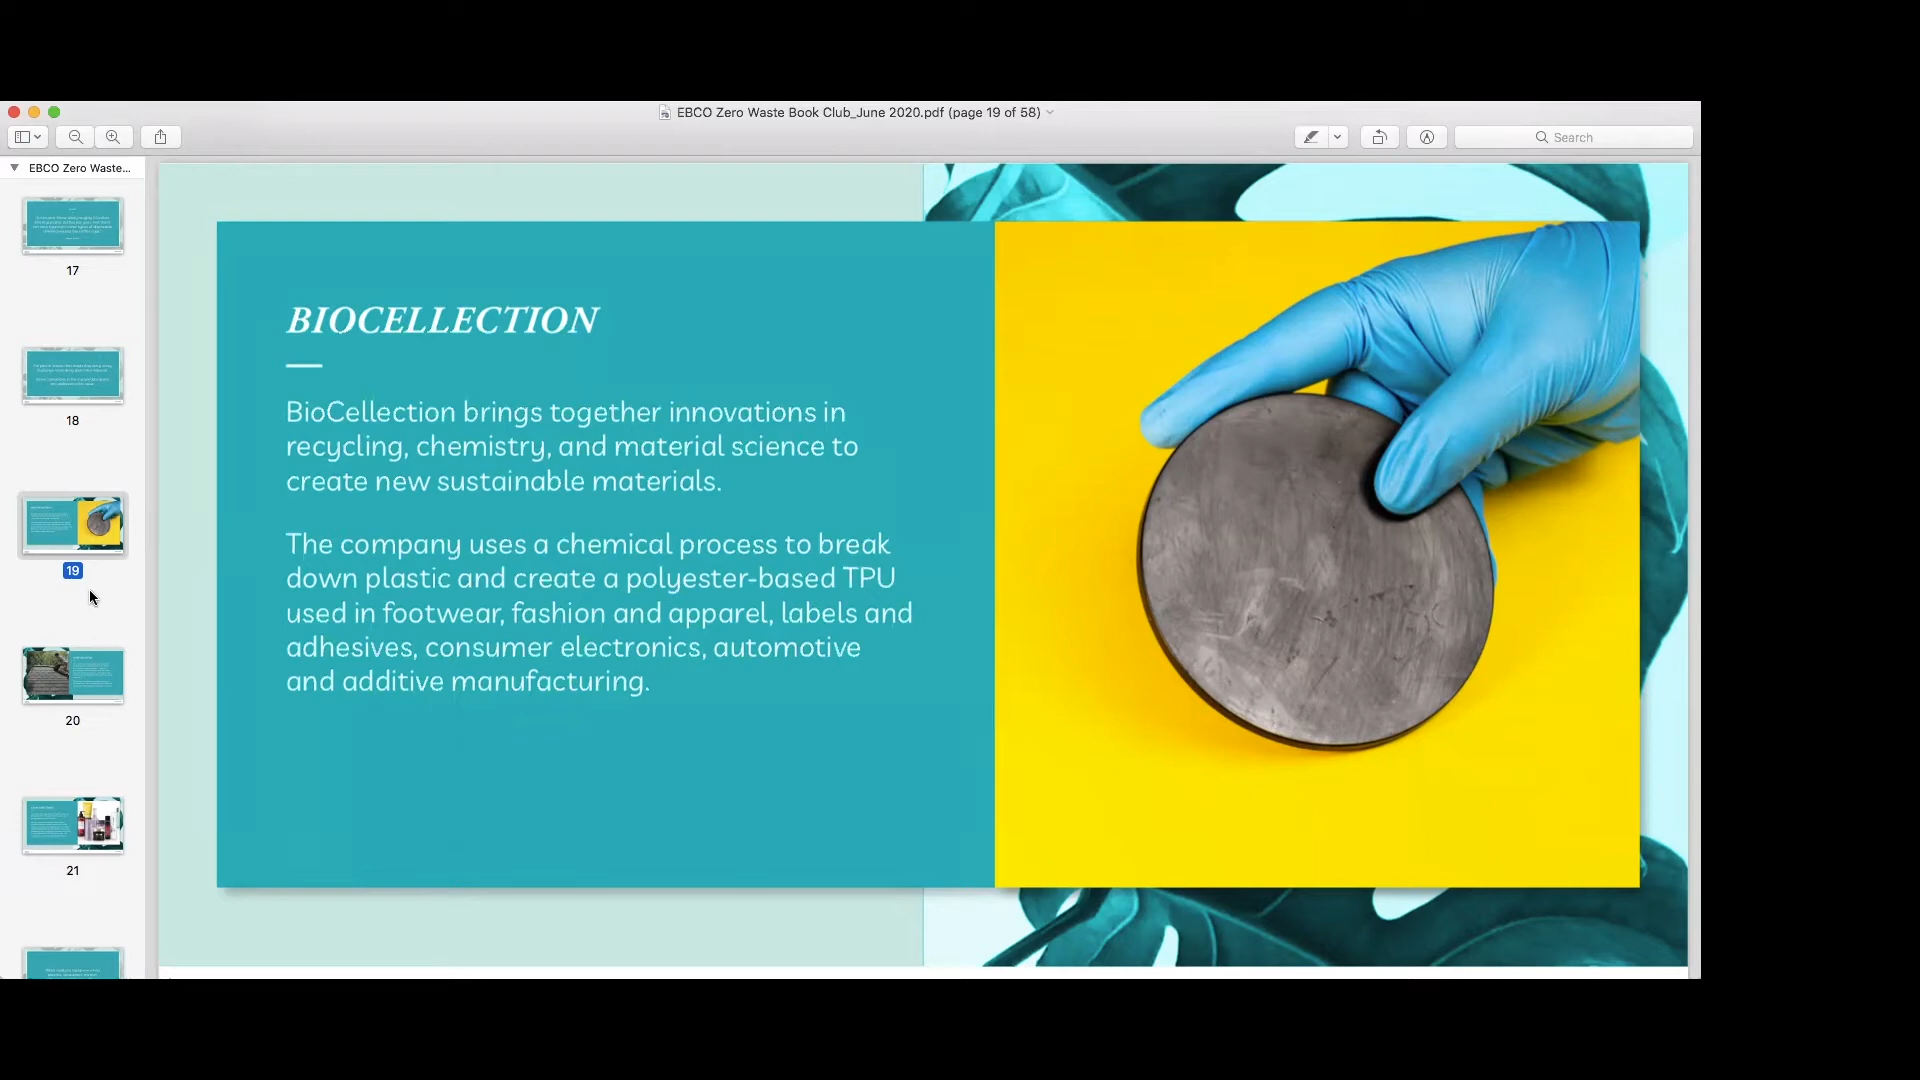 EBCO Zero Waste Book Club_June 2020.pdf (page 19 of 58)
Search
EBCO Zero Waste...
17
18
19
20
21
BIOCELLECTION
BioCellection brings together innovations in
recycling, chemistry, and material science to
create new sustainable materials.
The company uses a chemical process to break
down plastic and create a polyester-based TPU
used in footwear, fashion and apparel, labels and
adhesives, consumer electronics, automotive
and additive manufacturing.